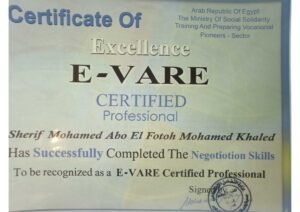 Certificate Of
Excellence
Arab Republic Of Egypt
The Ministry Of Social Solidarity
Training And Preparing Vocational
Pioneers - Sector
E-VARE
CERTIFIED
Professional
Sherif Mohamed Abo El Fotoh Mohamed Khaled
Has Successfully Completed The Negotiotion Skills
To be recognized as a E-VARE Certified Professional
Signe